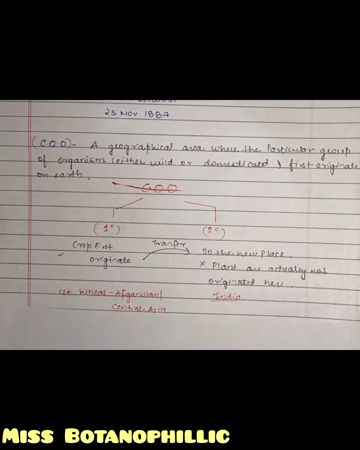 25 Nov 1887
(C.O.O)- A geographical area where the Particular group
of organism (either wild or domesticated) first originate
on earth.
C.O.O
(1°) (2°)
Crop first Transfer In the new Place
originate × Plant are actually not
originated here
eg Wheat - Afganistan/ India
Central-Asia
Miss Botanophillic